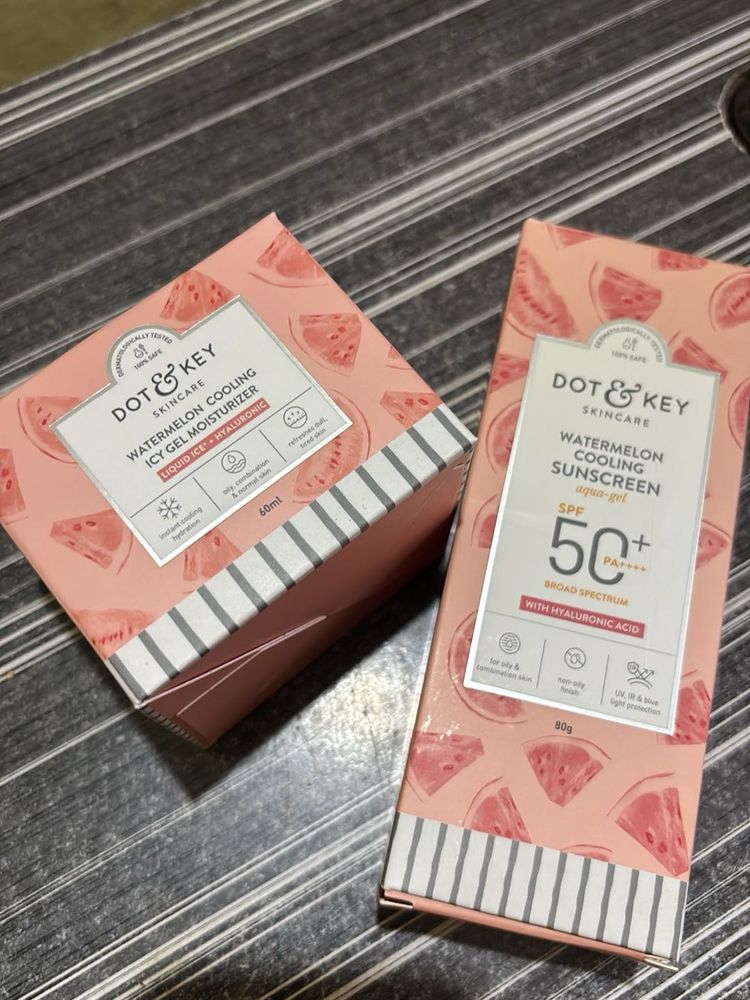 DERMATOLOGICALLY TESTED
100% SAFE
DOT & KEY
SKINCARE
WATERMELON COOLING
ICY GEL MOISTURIZER
LIQUID ICE* + HYALURONIC
instant cooling
hydration
oily, combination
& normal skin
refreshes dull,
tired skin
60ml
DERMATOLOGICALLY TESTED
100% SAFE
DOT & KEY
SKINCARE
WATERMELON
COOLING
SUNSCREEN
aqua-gel
SPF
50+
PA++++
BROAD SPECTRUM
WITH HYALURONIC ACID
for oily &
combination skin
non-oily
finish
UV, IR & blue
light protection
80g